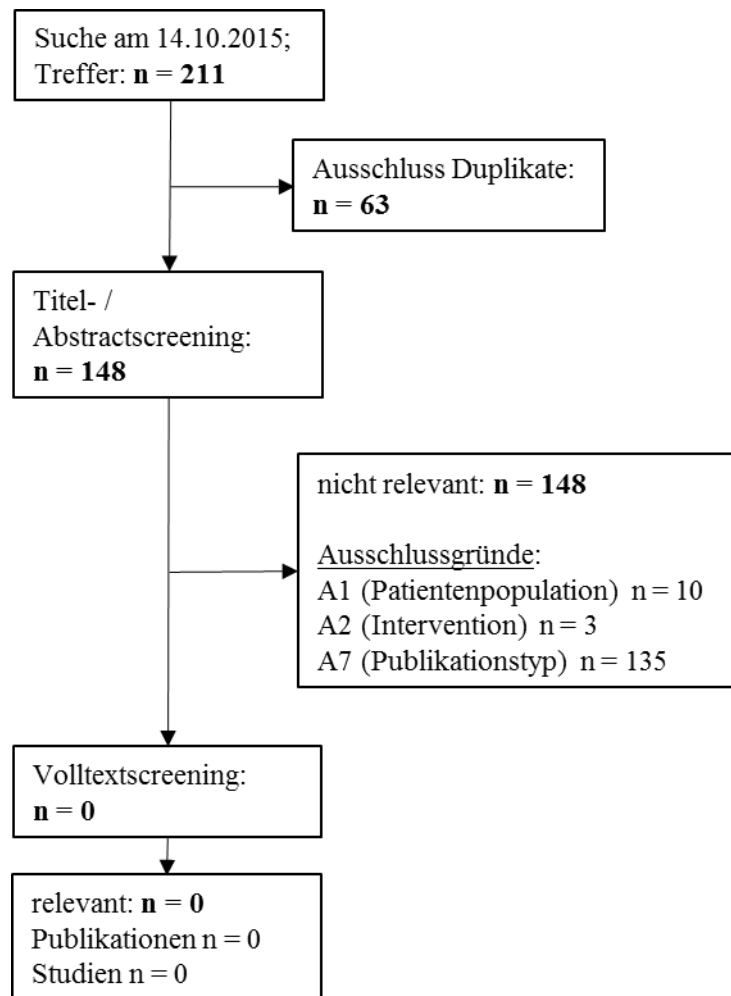 Suche am 14.10.2015;
Treffer: n = 211
Ausschluss Duplikate:
n = 63
Titel- /
Abstractscreening:
n = 148
nicht relevant: n = 148
Ausschlussgründe:
A1 (Patientenpopulation) n = 10
A2 (Intervention) n = 3
A7 (Publikationstyp) n = 135
Volltextscreening:
n = 0
relevant: n = 0
Publikationen n = 0
Studien n = 0